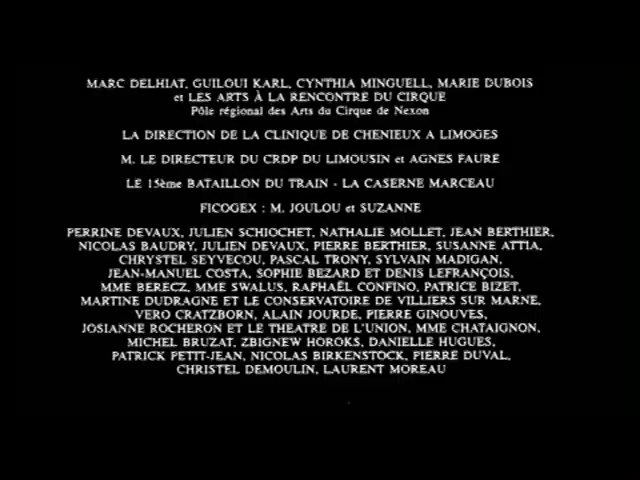 MARC DELHIAT, GUILOUI KARL, CYNTHIA MINGUELL, MARIE DUBOIS
et LES ARTS À LA RENCONTRE DU CIRQUE
Pôle régional des Arts du Cirque de Nexon
LA DIRECTION DE LA CLINIQUE DE CHENIEUX A LIMOGES
M. LE DIRECTEUR DU CRDP DU LIMOUSIN et AGNES FAURE
LE 15ème BATAILLON DU TRAIN - LA CASERNE MARCEAU
FICOGEX : M. JOULOU et SUZANNE
PERRINE DEVAUX, JULIEN SCHIOCHET, NATHALIE MOLLET, JEAN BERTHIER,
NICOLAS BAUDRY, JULIEN DEVAUX, PIERRE BERTHIER, SUSANNE ATTIA,
CHRYSTEL SEYVECOU, PASCAL TRONY, SYLVAIN MADIGAN,
JEAN-MANUEL COSTA, SOPHIE BEZARD ET DENIS LEFRANÇOIS,
MME BERECZ, MME SWALUS, RAPHAËL CONFINO, PATRICE BIZET,
MARTINE DUDRAGNE ET LE CONSERVATOIRE DE VILLIERS SUR MARNE,
VERO CRATZBORN, ALAIN JOURDE, PIERRE GINOUVES,
JOSIANNE ROCHERON ET LE THEATRE DE L'UNION, MME CHATAIGNON,
MICHEL BRUZAT, ZBIGNEW HOROKS, DANIELLE HUGUES,
PATRICK PETIT-JEAN, NICOLAS BIRKENSTOCK, PIERRE DUVAL,
CHRISTEL DEMOULIN, LAURENT MOREAU